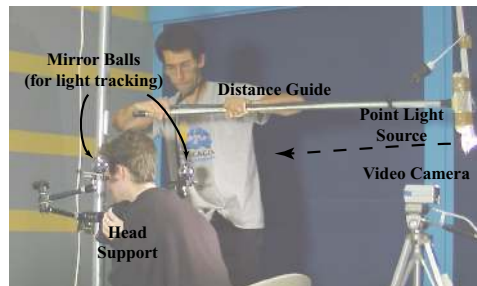 Mirror Balls
(for light tracking)
Distance Guide
Point Light
Source
Video Camera
Head
Support